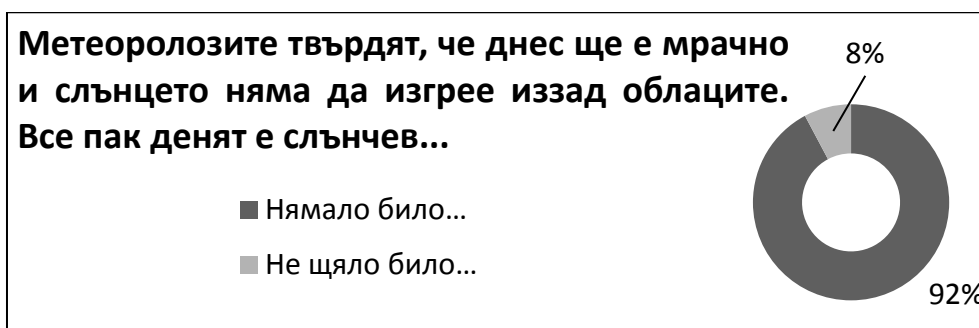 Метеоролозите твърдят, че днес ще е мрачно
и слънцето няма да изгрее иззад облаците.
Все пак денят е слънчев...
8%
Нямало било...
Не щяло било...
92%